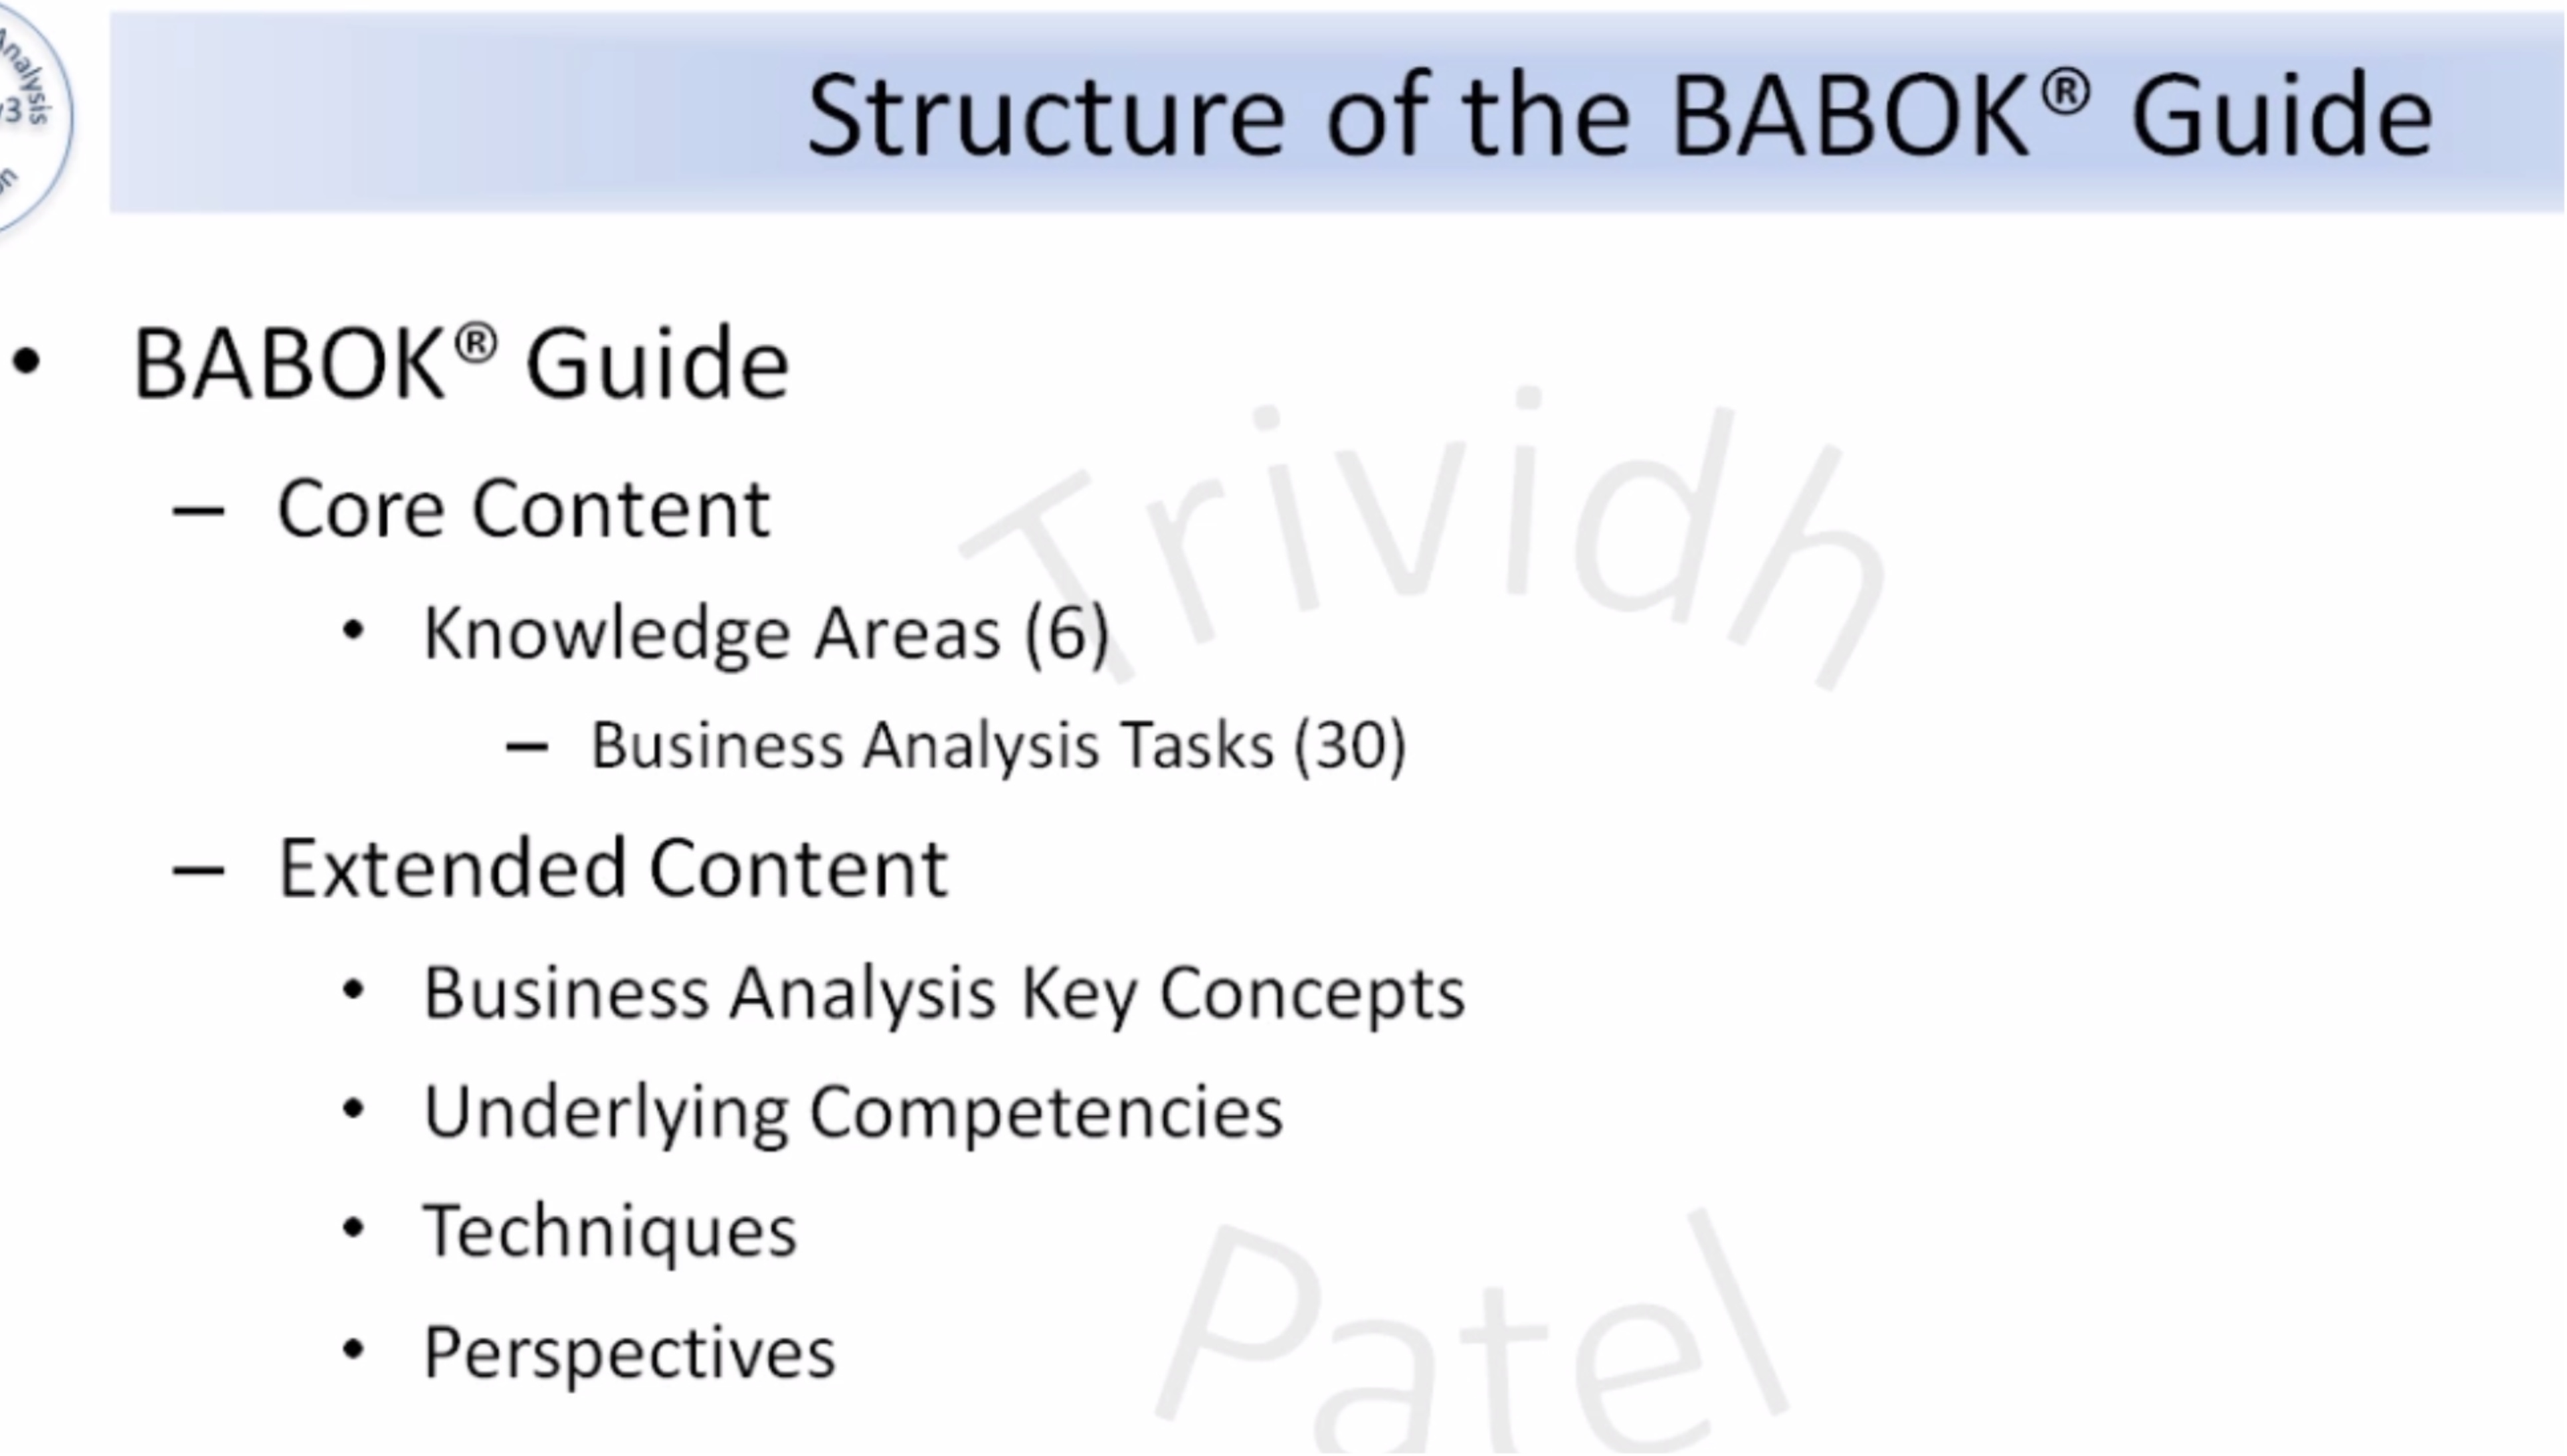 Analysis
v3
on
Structure of the BABOK® Guide
• BABOK® Guide
– Core Content
• Knowledge Areas (6)
– Business Analysis Tasks (30)
– Extended Content
• Business Analysis Key Concepts
• Underlying Competencies
• Techniques
• Perspectives
Trividh
Patel